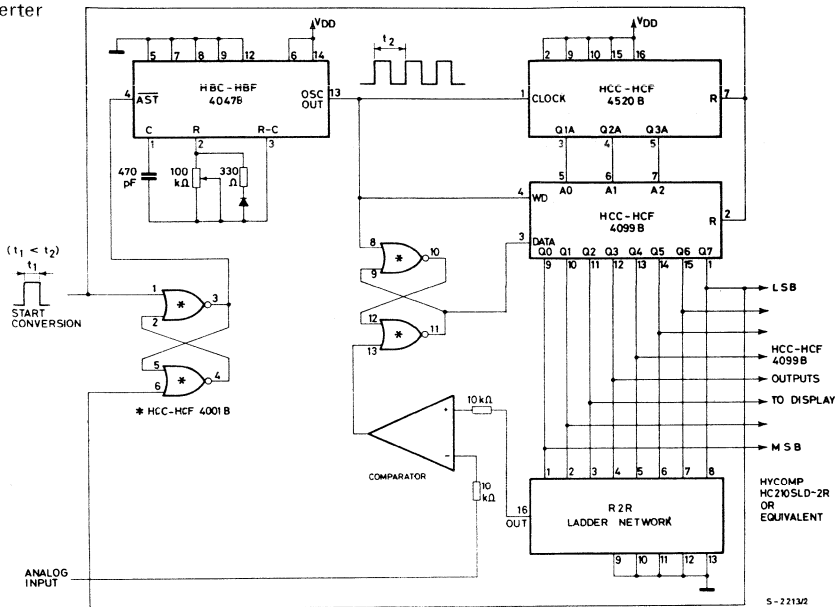 erter
VDD
5 7 8 9 12 6 14
4 AST
HBC-HBF
4047B
OSC
OUT
13
C R R-C
1 2 3
470
pF
100
kΩ
330
Ω
t2
VDD
2 9 10 15 16
1 CLOCK
HCC-HCF
4520B
R 7
Q1A Q2A Q3A
3 4 5
5 6 7
A0 A1 A2
4 WD
HCC-HCF
4099B
R 2
3 DATA
Q0 Q1 Q2 Q3 Q4 Q5 Q6 Q7
9 10 11 12 13 14 15 1
(t1 < t2)
t1
START
CONVERSION
1
2
*
3
5
6
*
4
* HCC-HCF 4001B
8
9
*
10
12
13
*
11
LSB
HCC-HCF
4099B
OUTPUTS
TO DISPLAY
MSB
10kΩ
+
-
COMPARATOR
10
kΩ
1 2 3 4 5 6 7 8
16
OUT
R2R
LADDER NETWORK
9 10 11 12 13
HYCOMP
HC210SLD-2R
OR
EQUIVALENT
ANALOG
INPUT
S-2213/2